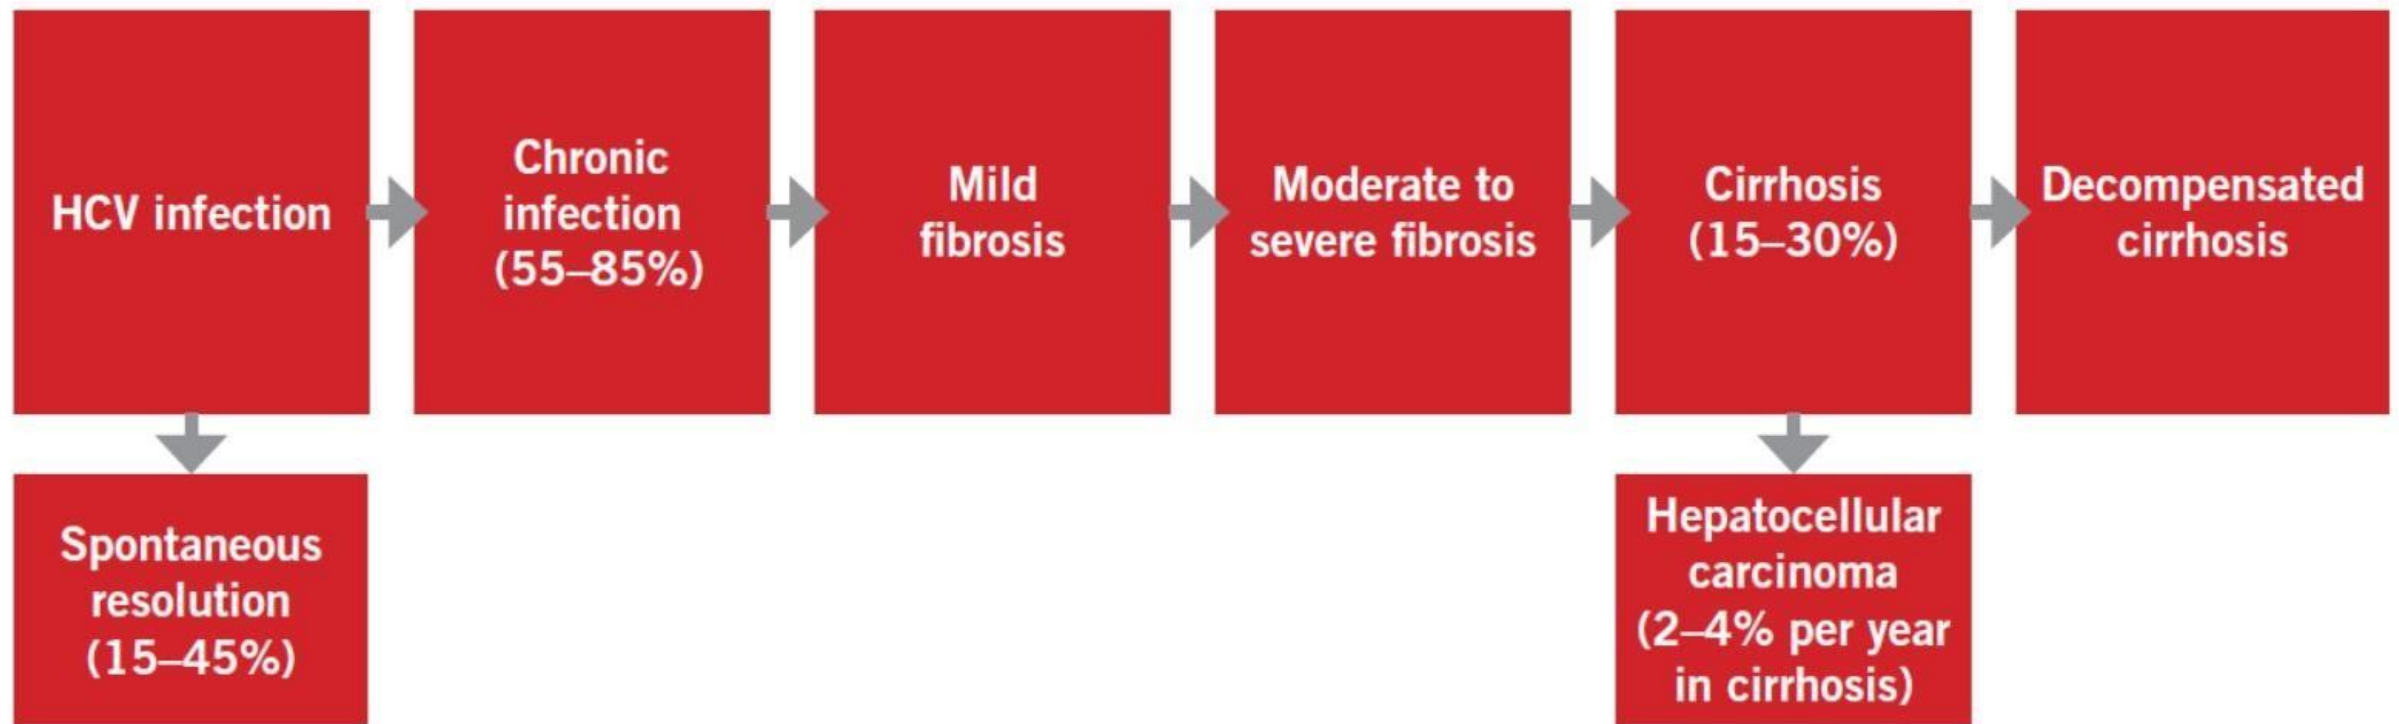 HCV infection
Chronic
infection
(55–85%)
Mild
fibrosis
Moderate to
severe fibrosis
Cirrhosis
(15–30%)
Decompensated
cirrhosis
Spontaneous
resolution
(15–45%)
Hepatocellular
carcinoma
(2–4% per year
in cirrhosis)